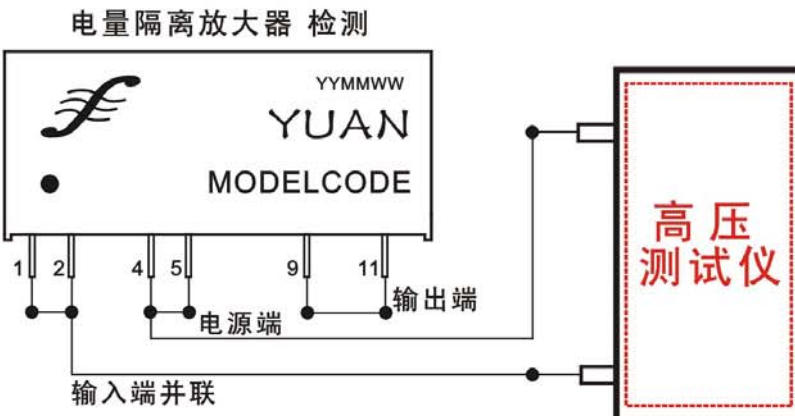 电量隔离放大器 检测
YYMMWW
YUAN
MODELCODE
1 2 4 5 9 11
输出端
电源端
输入端并联
高压
测试仪